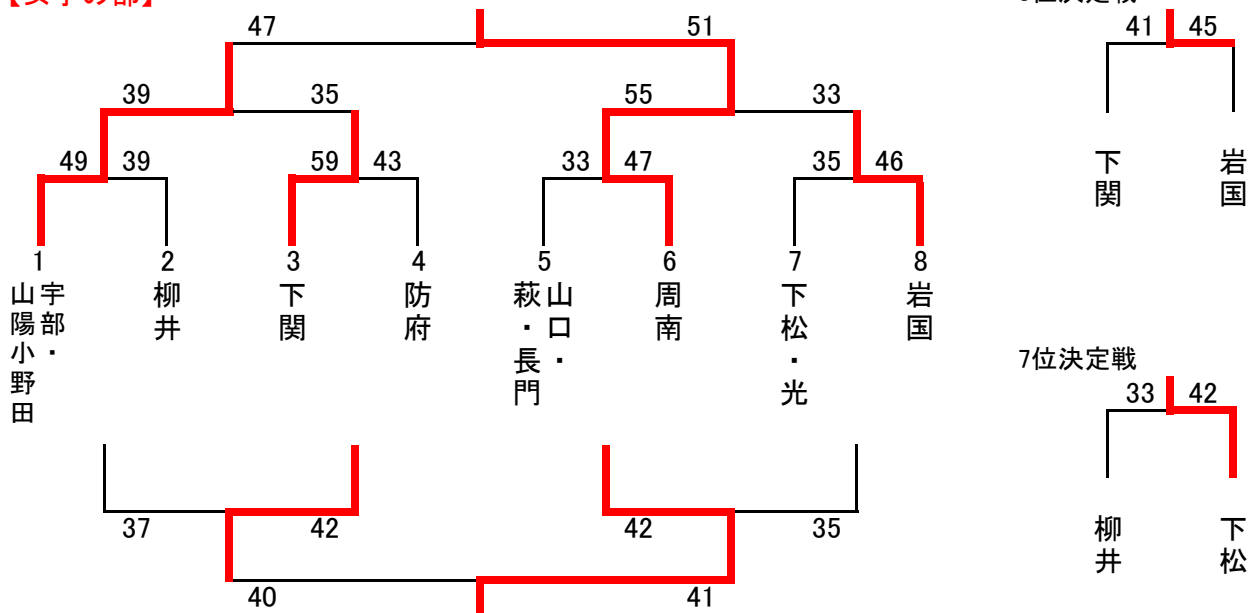 【女子の部】
47
51
39
35
55
33
49
39
59
43
33
47
35
46
1
2
3
4
5
6
7
8
宇部・
山陽小野田
柳井
下関
防府
山口・
萩・長門
周南
下松・光
岩国
37
42
42
35
40
41
位決定戦
41
45
下関
岩国
7位決定戦
33
42
柳井
下松